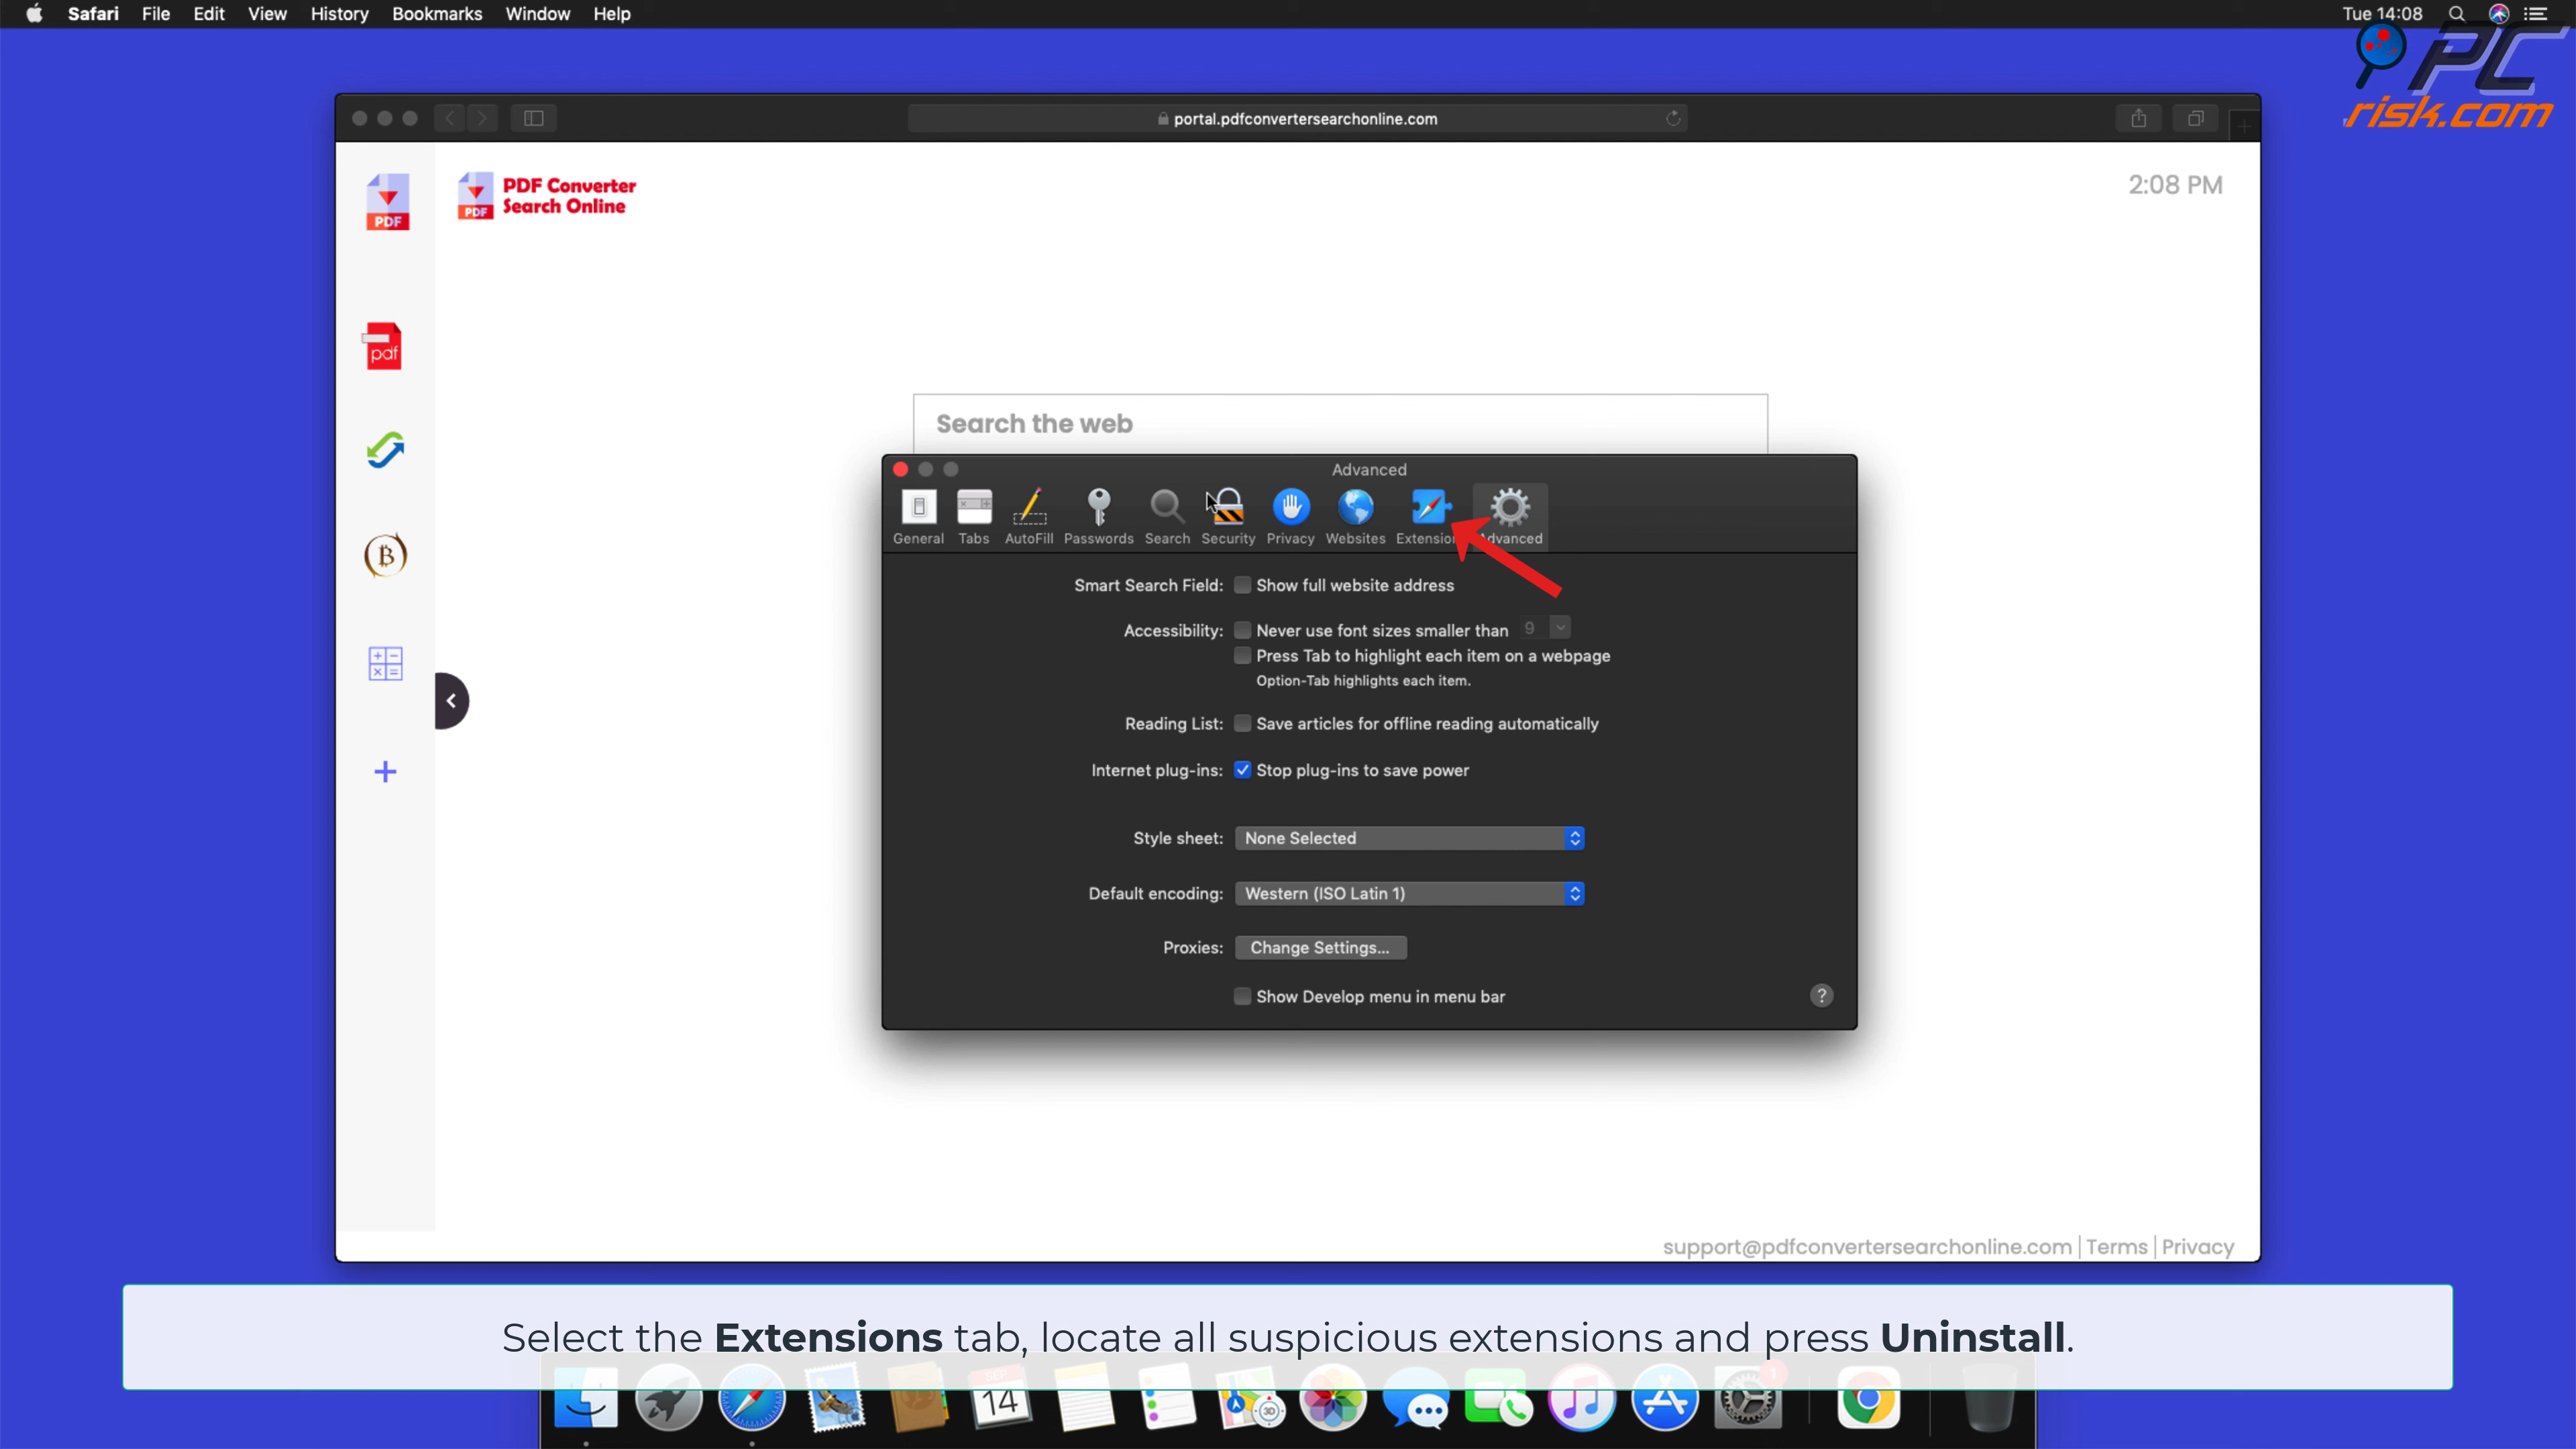 Safari File Edit View History Bookmarks Window Help Tue 14:08
PC
risk.com
portal.pdfconvertersearchonline.com
PDF
PDF
PDF Converter
Search Online
2:08 PM
pdf
B
Search the web
Advanced
General Tabs AutoFill Passwords Search Security Privacy Websites Extension Advanced
Smart Search Field: Show full website address
Accessibility: Never use font sizes smaller than 9
Press Tab to highlight each item on a webpage
Option-Tab highlights each item.
Reading List: Save articles for offline reading automatically
Internet plug-ins: Stop plug-ins to save power
Style sheet: None Selected
Default encoding: Western (ISO Latin 1)
Proxies: Change Settings...
Show Develop menu in menu bar ?
support@pdfconvertersearchonline.com | Terms | Privacy
Select the Extensions tab, locate all suspicious extensions and press Uninstall.
SEP
14
3D
1